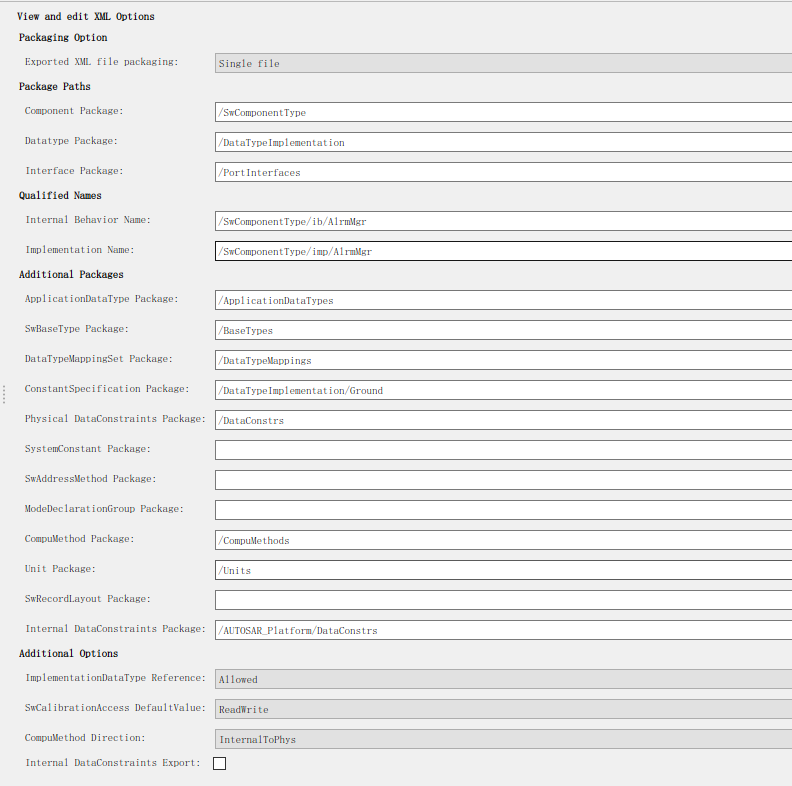 View and edit XML Options
Packaging Option
Exported XML file packaging: Single file
Package Paths
Component Package: /SwComponentType
Datatype Package: /DataTypeImplementation
Interface Package: /PortInterfaces
Qualified Names
Internal Behavior Name: /SwComponentType/ib/AlrmMgr
Implementation Name: /SwComponentType/imp/AlrmMgr
Additional Packages
ApplicationDataType Package: /ApplicationDataTypes
SwBaseType Package: /BaseTypes
DataTypeMappingSet Package: /DataTypeMappings
ConstantSpecification Package: /DataTypeImplementation/Ground
Physical DataConstraints Package: /DataConstrs
SystemConstant Package:
SwAddressMethod Package:
ModeDeclarationGroup Package:
CompuMethod Package: /CompuMethods
Unit Package: /Units
SwRecordLayout Package:
Internal DataConstraints Package: /AUTOSAR_Platform/DataConstrs
Additional Options
ImplementationDataType Reference: Allowed
SwCalibrationAccess DefaultValue: ReadWrite
CompuMethod Direction: InternalToPhys
Internal DataConstraints Export: